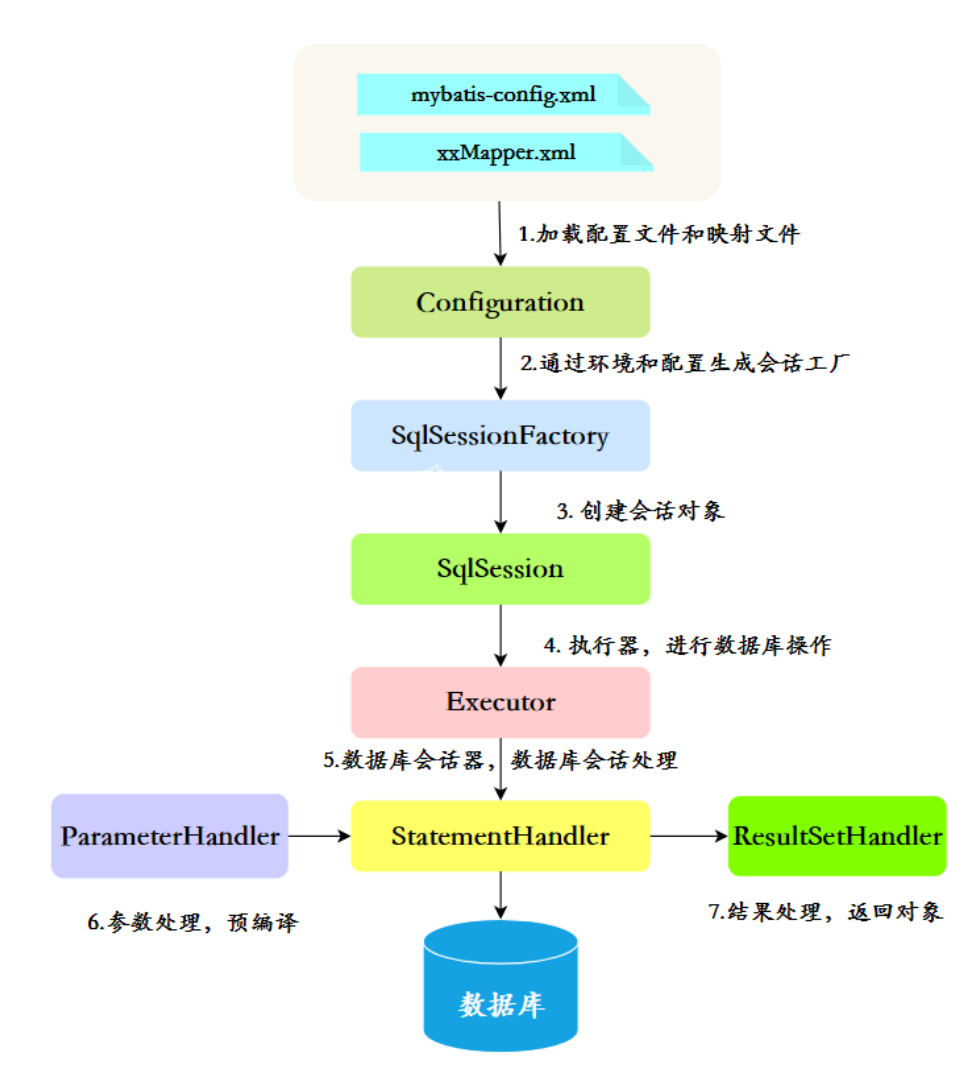 mybatis-config.xml
xxMapper.xml
1.加载配置文件和映射文件
Configuration
2.通过环境和配置生成会话工厂
SqlSessionFactory
3. 创建会话对象
SqlSession
4. 执行器，进行数据库操作
Executor
5.数据库会话器，数据库会话处理
ParameterHandler
StatementHandler
ResultSetHandler
6.参数处理，预编译
7.结果处理，返回对象
数据库